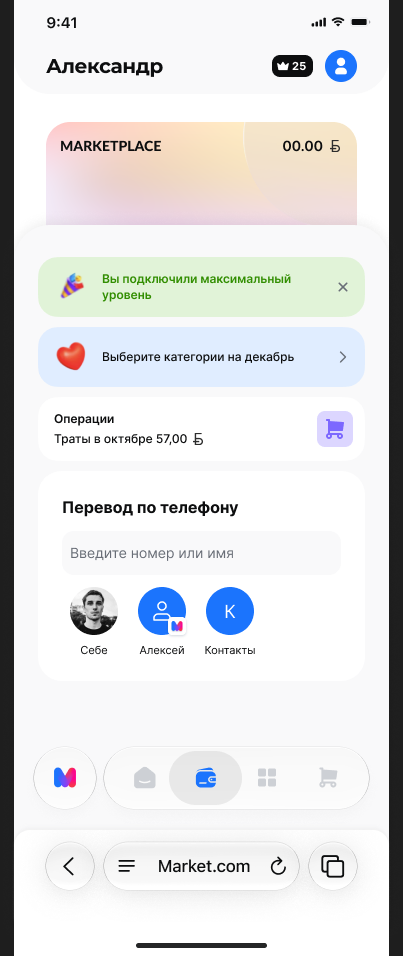 9:41
Александр
25
MARKETPLACE
00.00 Б
Вы подключили максимальный
уровень
Выберите категории на декабрь
Операции
Траты в октябре 57,00 Б
Перевод по телефону
Введите номер или имя
К
Себе
Алексей
Контакты
Market.com